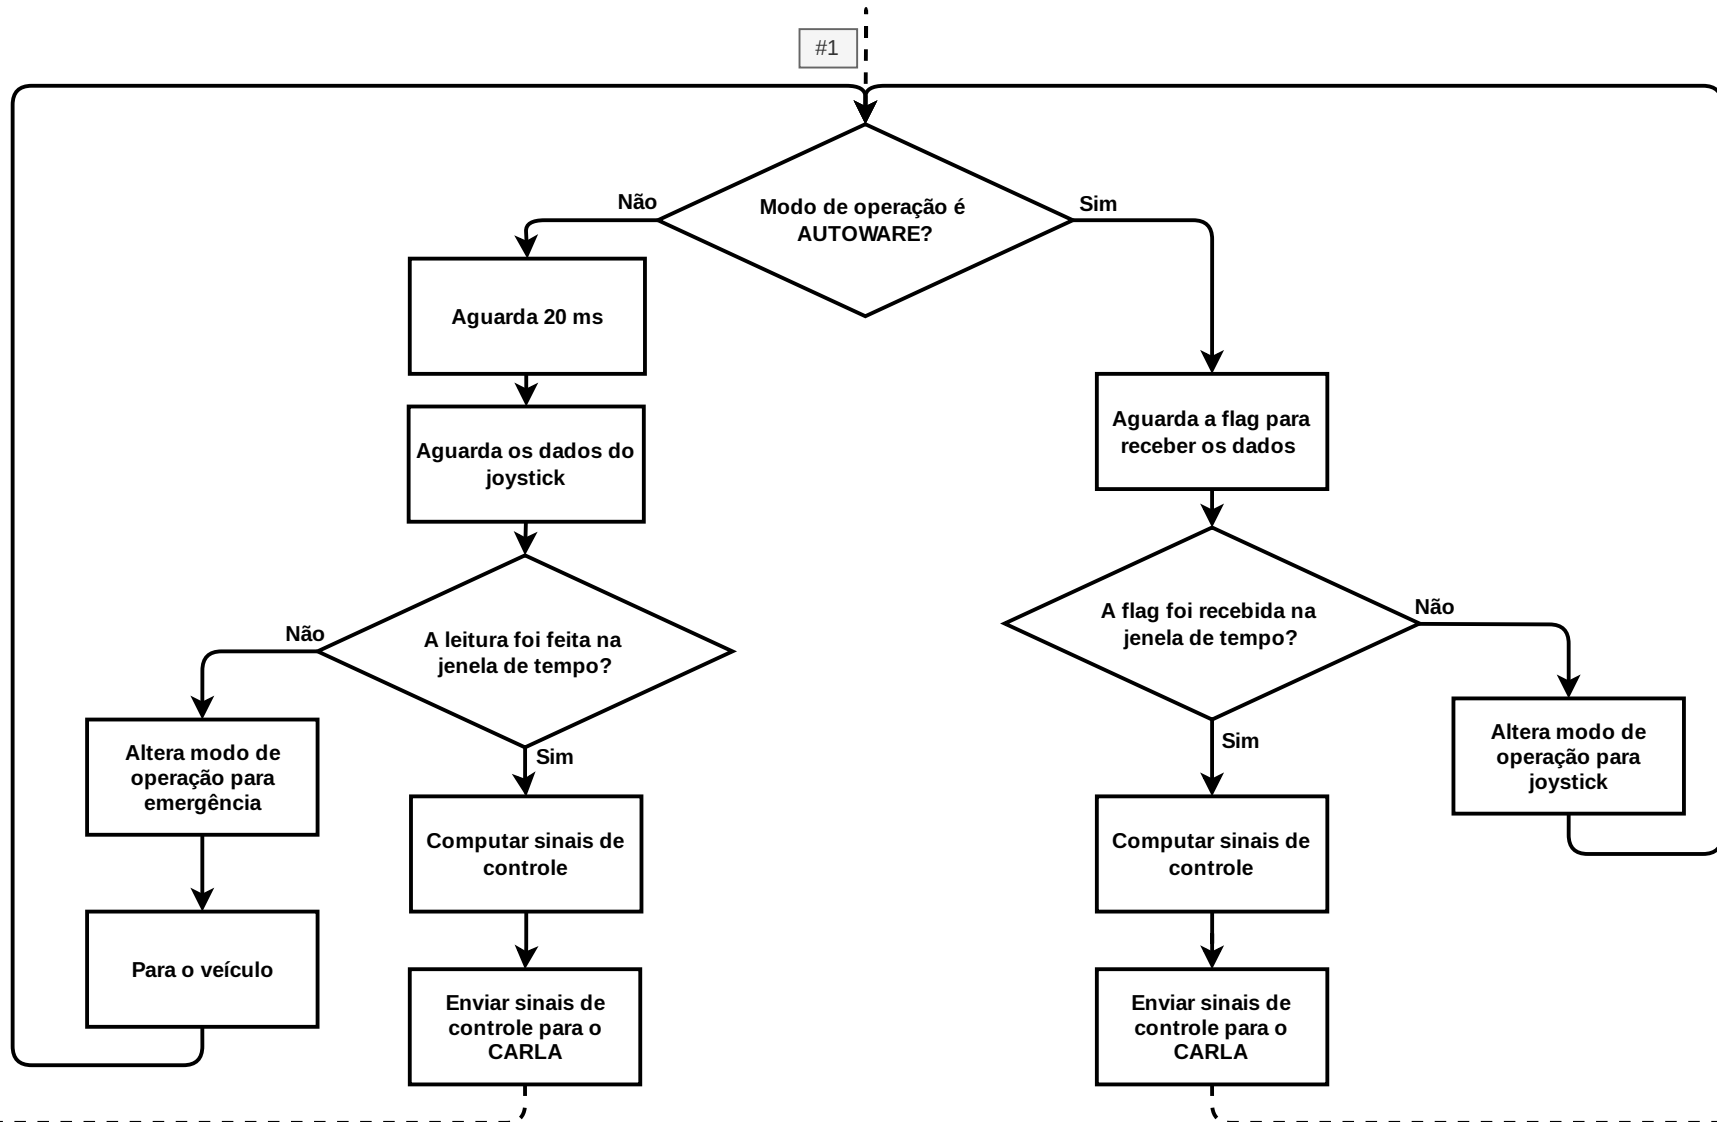 #1
Modo de operação é
AUTOWARE?
Não
Sim
Aguarda 20 ms
Aguarda os dados do
joystick
A leitura foi feita na
jenela de tempo?
Não
Sim
Altera modo de
operação para
emergência
Para o veículo
Computar sinais de
controle
Enviar sinais de
controle para o
CARLA
Aguarda a flag para
receber os dados
A flag foi recebida na
jenela de tempo?
Não
Sim
Altera modo de
operação para
joystick
Computar sinais de
controle
Enviar sinais de
controle para o
CARLA